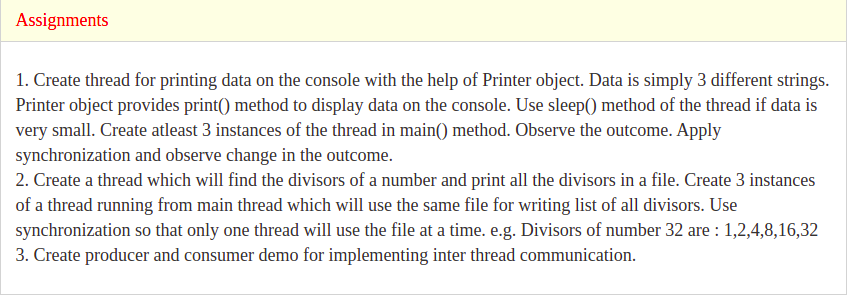 Assignments
1. Create thread for printing data on the console with the help of Printer object. Data is simply 3 different strings.
Printer object provides print() method to display data on the console. Use sleep() method of the thread if data is
very small. Create atleast 3 instances of the thread in main() method. Observe the outcome. Apply
synchronization and observe change in the outcome.
2. Create a thread which will find the divisors of a number and print all the divisors in a file. Create 3 instances
of a thread running from main thread which will use the same file for writing list of all divisors. Use
synchronization so that only one thread will use the file at a time. e.g. Divisors of number 32 are : 1,2,4,8,16,32
3. Create producer and consumer demo for implementing inter thread communication.